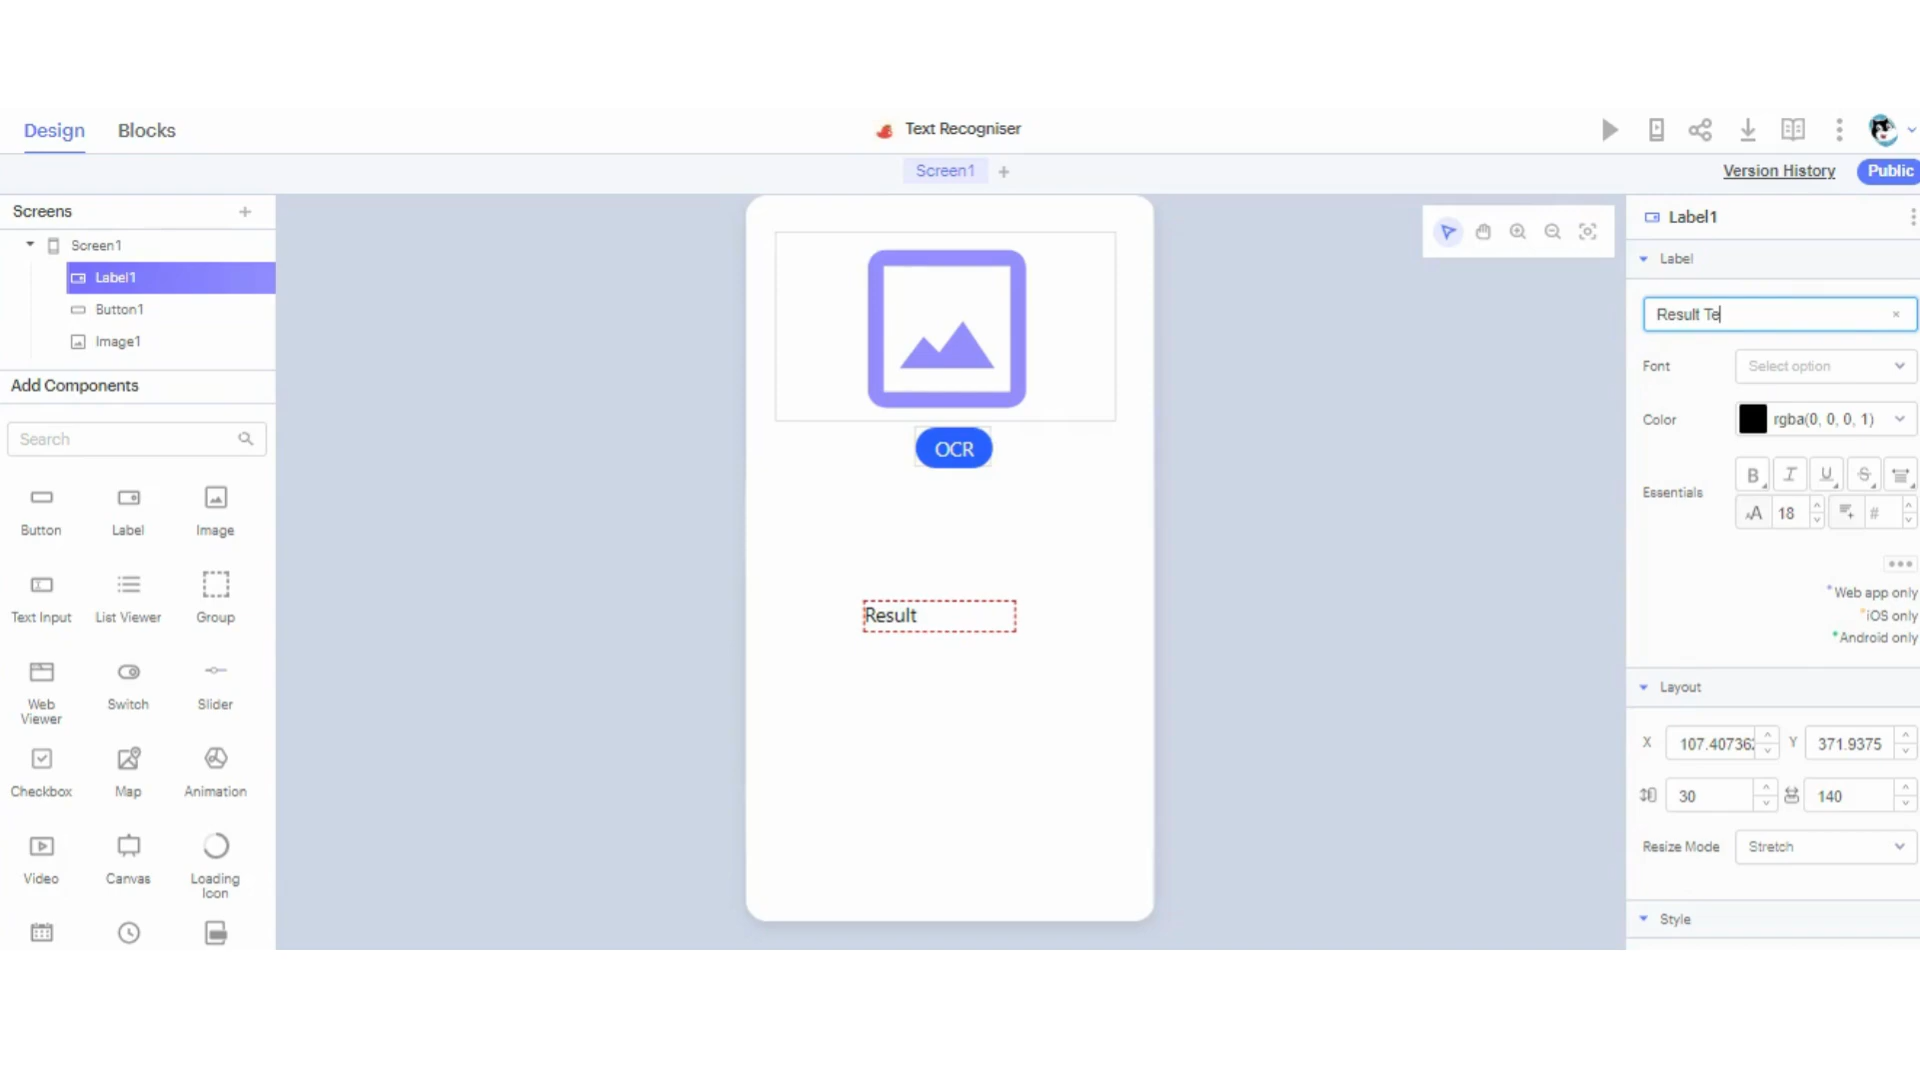 Design
Blocks
Text Recogniser
Screen1
+
Version History
Public
Screens
+
Screen1
Label1
Button1
Image1
Add Components
Search
Button
Label
Image
Text Input
List Viewer
Group
Web
Viewer
Switch
Slider
Checkbox
Map
Animation
Video
Canvas
Loading
Icon
OCR
Result
Label1
Label
Result Te
Font
Select option
Color
rgba(0, 0, 0, 1)
Essentials
B I U S
AA 18 #
*Web app only
*iOS only
*Android only
Layout
X 107.40736
Y 371.9375
30
140
Resize Mode
Stretch
Style